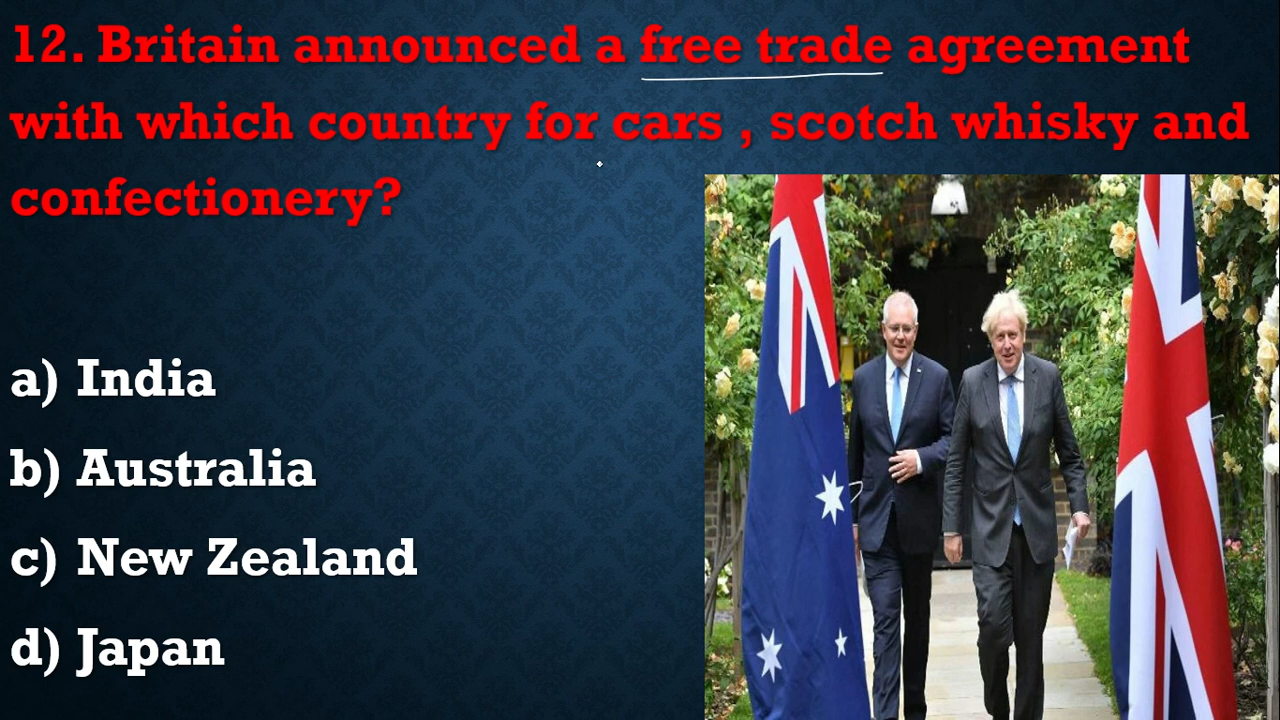 12. Britain announced a free trade agreement
with which country for cars , scotch whisky and
confectionery?
a) India
b) Australia
c) New Zealand
d) Japan